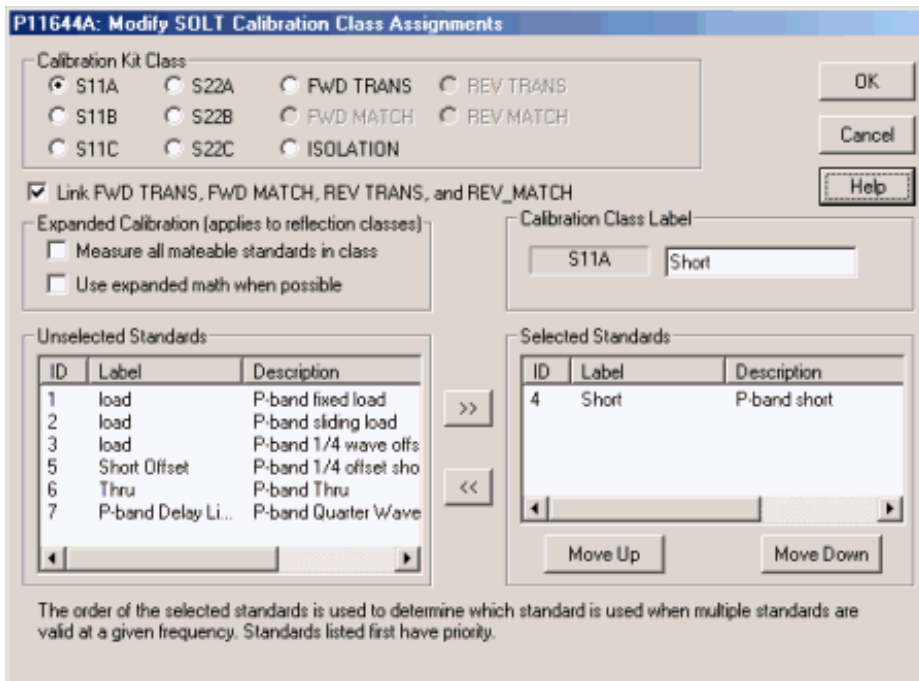 P11644A: Modify SOLT Calibration Class Assignments
Calibration Kit Class
S11A S22A FWD TRANS REV TRANS
S11B S22B FWD MATCH REV MATCH
S11C S22C ISOLATION
OK
Cancel
Help
Link FWD TRANS, FWD MATCH, REV TRANS, and REV_MATCH
Expanded Calibration (applies to reflection classes)
Measure all mateable standards in class
Use expanded math when possible
Calibration Class Label
S11A Short
Unselected Standards
ID Label Description
1 load P-band fixed load
2 load P-band sliding load
3 load P-band 1/4 wave offs
5 Short Offset P-band 1/4 offset sho
6 Thru P-band Thru
7 P-band Delay Li... P-band Quarter Wave
>>
<<
Selected Standards
ID Label Description
4 Short P-band short
Move Up Move Down
The order of the selected standards is used to determine which standard is used when multiple standards are
valid at a given frequency. Standards listed first have priority.